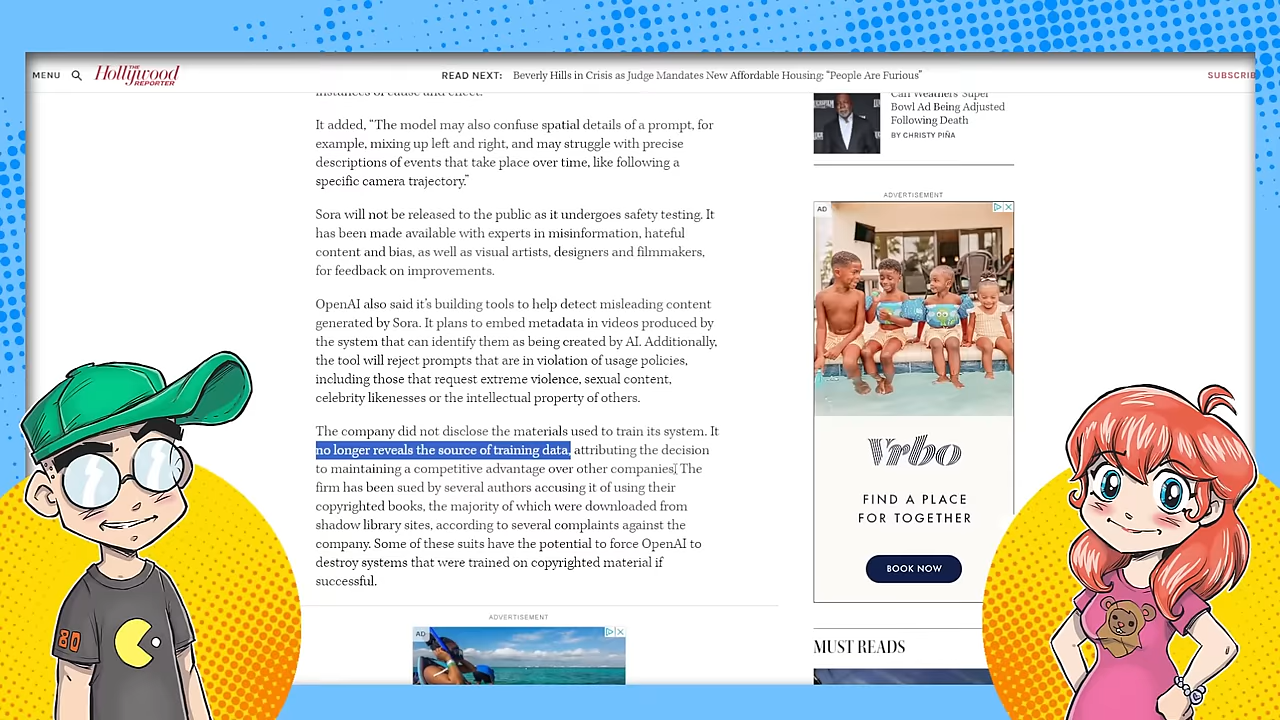 MENU
THE
Hollywood
REPORTER
READ NEXT: Beverly Hills in Crisis as Judge Mandates New Affordable Housing: “People Are Furious”
SUBSCRIB
instances of cause and effect.
It added, “The model may also confuse spatial details of a prompt, for
example, mixing up left and right, and may struggle with precise
descriptions of events that take place over time, like following a
specific camera trajectory.”
Sora will not be released to the public as it undergoes safety testing. It
has been made available with experts in misinformation, hateful
content and bias, as well as visual artists, designers and filmmakers,
for feedback on improvements.
OpenAI also said it’s building tools to help detect misleading content
generated by Sora. It plans to embed metadata in videos produced by
the system that can identify them as being created by AI. Additionally,
the tool will reject prompts that are in violation of usage policies,
including those that request extreme violence, sexual content,
celebrity likenesses or the intellectual property of others.
The company did not disclose the materials used to train its system. It
no longer reveals the source of training data, attributing the decision
to maintaining a competitive advantage over other companies. The
firm has been sued by several authors accusing it of using their
copyrighted books, the majority of which were downloaded from
shadow library sites, according to several complaints against the
company. Some of these suits have the potential to force OpenAI to
destroy systems that were trained on copyrighted material if
successful.
ADVERTISEMENT
AD
Carl Weathers’ Super
Bowl Ad Being Adjusted
Following Death
BY CHRISTY PIÑA
ADVERTISEMENT
AD
Vrbo
FIND A PLACE
FOR TOGETHER
BOOK NOW
MUST READS
80